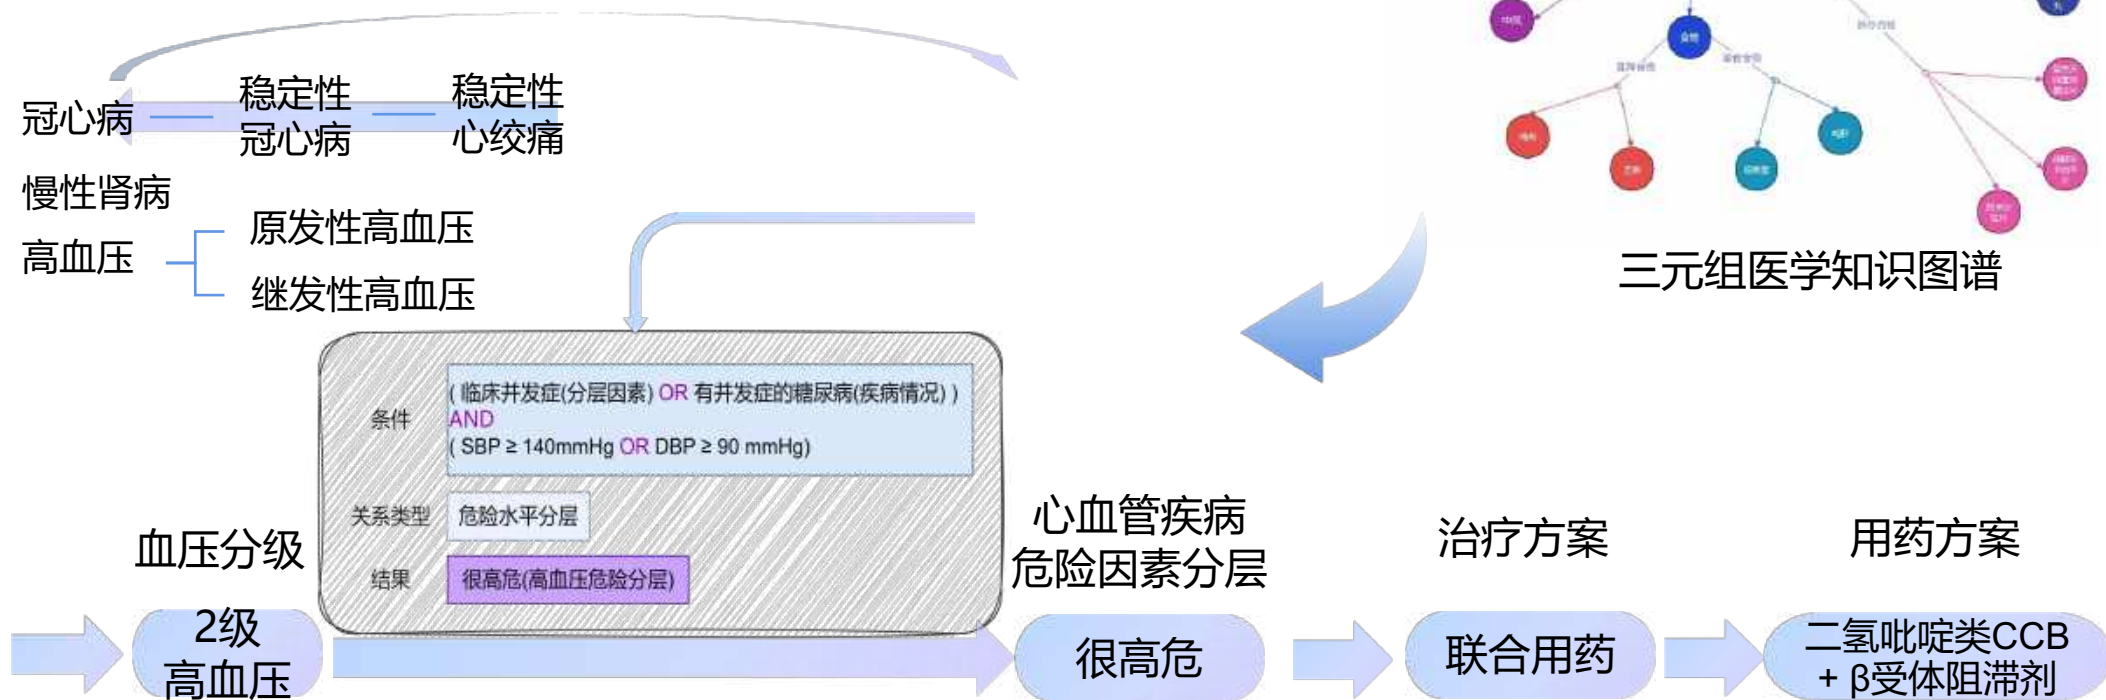 冠心病
稳定性
冠心病
稳定性
心绞痛
慢性肾病
高血压
原发性高血压
继发性高血压
中风
食物
三元组医学知识图谱
条件
( 临床并发症(分层因素) OR 有并发症的糖尿病(疾病情况) )
AND
( SBP ≥ 140mmHg OR DBP ≥ 90 mmHg)
关系类型
危险水平分层
结果
很高危(高血压危险分层)
血压分级
2级
高血压
心血管疾病
危险因素分层
很高危
治疗方案
联合用药
用药方案
二氢吡啶类CCB
+ β受体阻滞剂